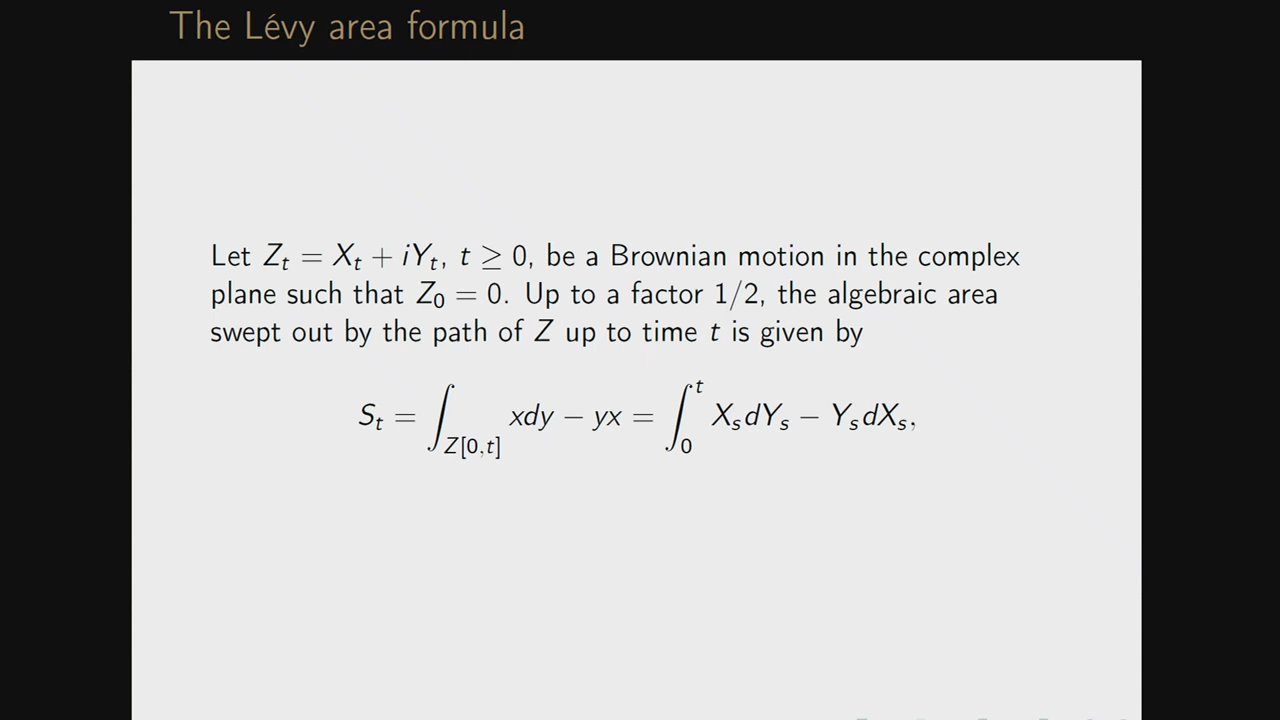 The Lévy area formula
Let Z_t = X_t + iY_t, t ≥ 0, be a Brownian motion in the complex
plane such that Z_0 = 0. Up to a factor 1/2, the algebraic area
swept out by the path of Z up to time t is given by
S_t = ∫_{Z[0,t]} xdy − yx = ∫_0^t X_s dY_s − Y_s dX_s,